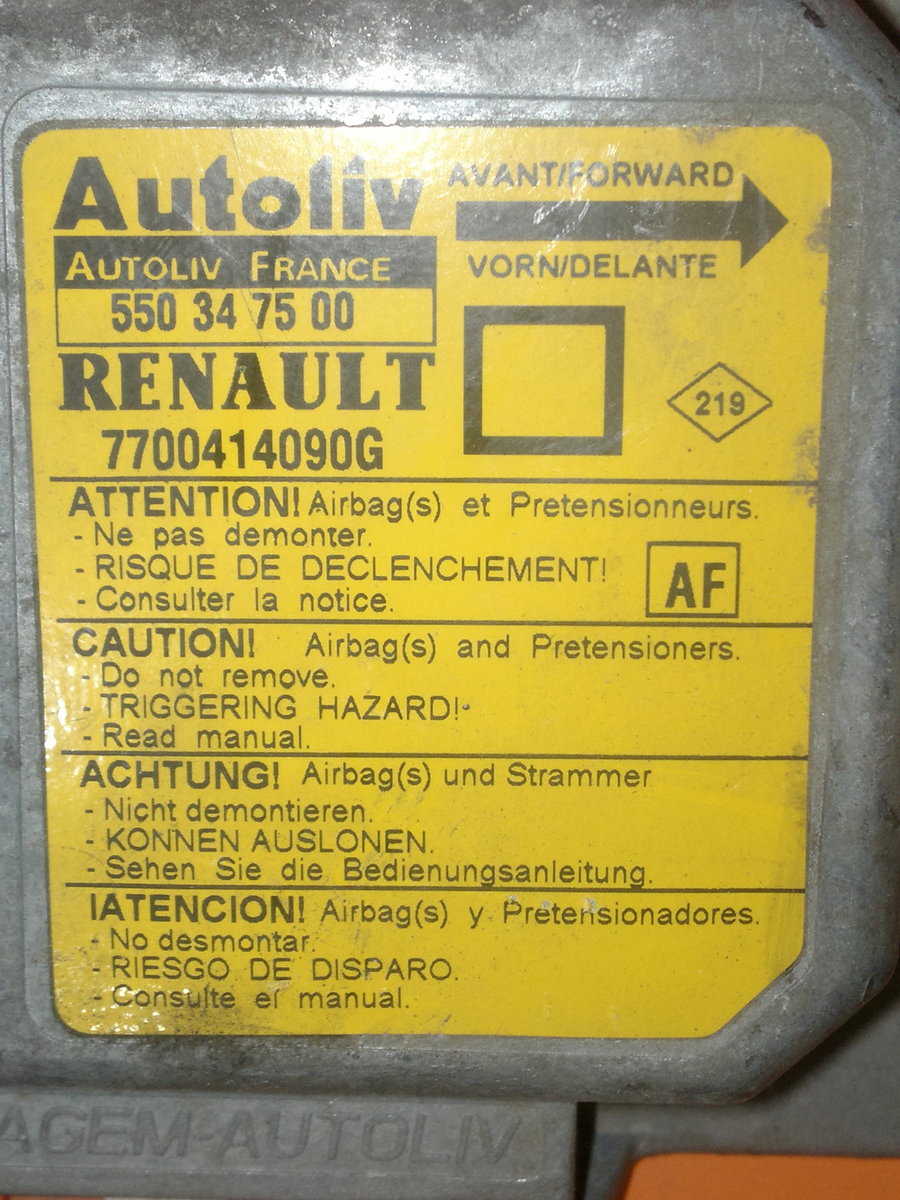 Autoliv
AUTOLIV FRANCE
550 34 75 00
RENAULT
7700414090G
AVANT/FORWARD
VORN/DELANTE
219
ATTENTION! Airbag(s) et Pretensionneurs.
- Ne pas demonter.
- RISQUE DE DECLENCHEMENT!
- Consulter la notice.
AF
CAUTION! Airbag(s) and Pretensioners.
- Do not remove.
- TRIGGERING HAZARD!
- Read manual.
ACHTUNG! Airbag(s) und Strammer
- Nicht demontieren.
- KONNEN AUSLONEN.
- Sehen Sie die Bedienungsanleitung.
IATENCION! Airbag(s) y Pretensionadores.
- No desmontar.
- RIESGO DE DISPARO.
- Consulte el manual.
AGEM-AUTOLIV